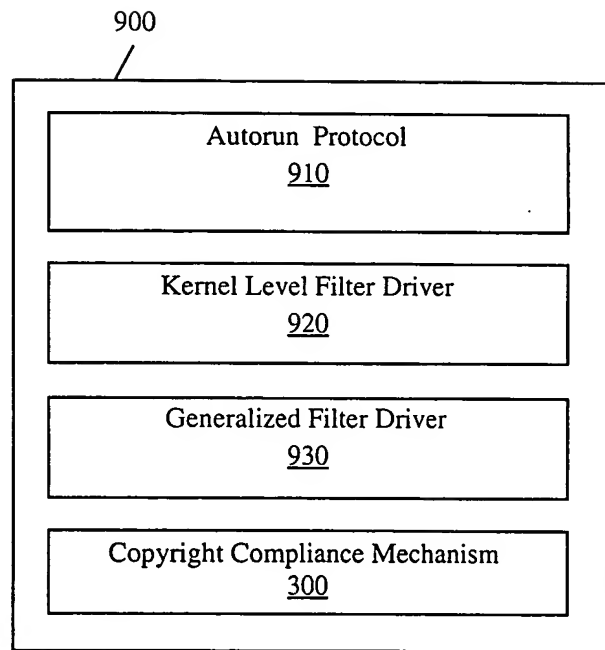 900
Autorun Protocol
910
Kernel Level Filter Driver
920
Generalized Filter Driver
930
Copyright Compliance Mechanism
300